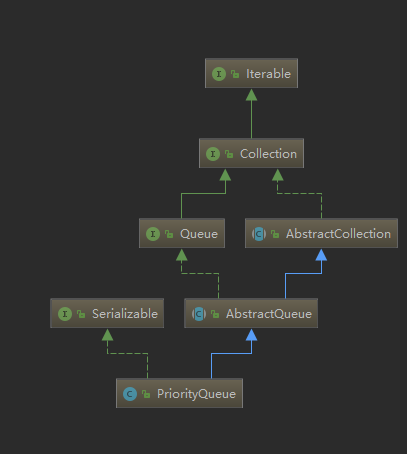 I Iterable
I Collection
I Queue
C AbstractCollection
I Serializable
C AbstractQueue
C PriorityQueue